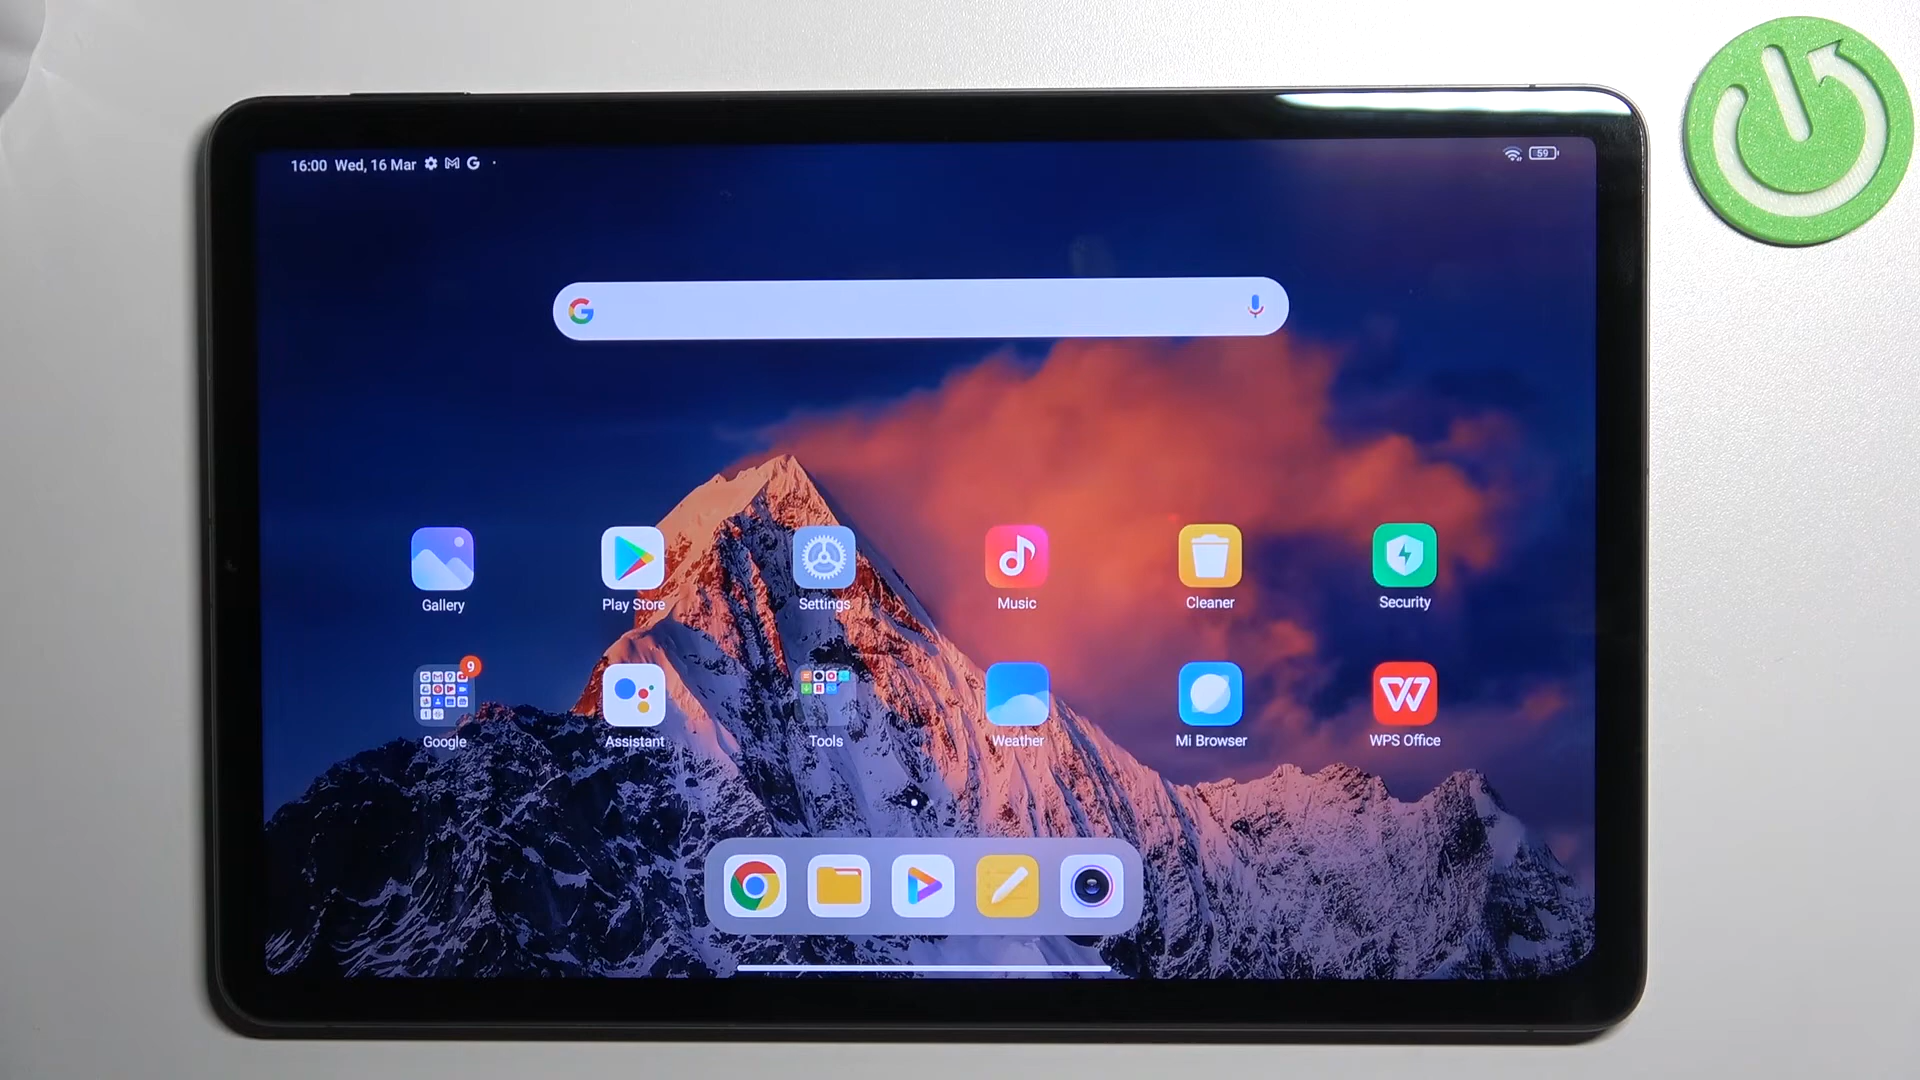 16:00 Wed, 16 Mar
59
Gallery
Play Store
Settings
Music
Cleaner
Security
9
Google
Assistant
Tools
Weather
Mi Browser
WPS Office